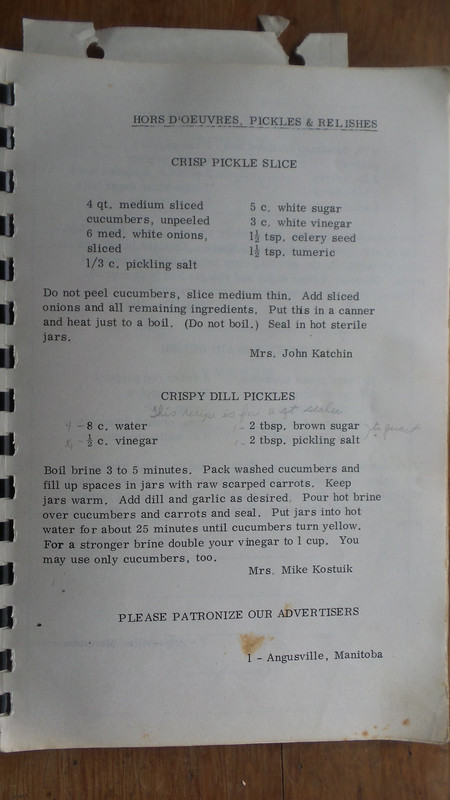 HORS D'OEUVRES, PICKLES & RELISHES
CRISP PICKLE SLICE
4 qt. medium sliced
cucumbers, unpeeled
6 med. white onions,
sliced
1/3 c. pickling salt
5 c. white sugar
3 c. white vinegar
1½ tsp. celery seed
1½ tsp. tumeric
Do not peel cucumbers, slice medium thin. Add sliced
onions and all remaining ingredients. Put this in a canner
and heat just to a boil. (Do not boil.) Seal in hot sterile
jars.
Mrs. John Katchin
CRISPY DILL PICKLES
This recipe is for a qt sealer
4 - 8 c. water
- ½ c. vinegar
1 - 2 tbsp. brown sugar
- 2 tbsp. pickling salt
to quart
Boil brine 3 to 5 minutes. Pack washed cucumbers and
fill up spaces in jars with raw scarped carrots. Keep
jars warm. Add dill and garlic as desired. Pour hot brine
over cucumbers and carrots and seal. Put jars into hot
water for about 25 minutes until cucumbers turn yellow.
For a stronger brine double your vinegar to 1 cup. You
may use only cucumbers, too.
Mrs. Mike Kostuik
PLEASE PATRONIZE OUR ADVERTISERS
1 - Angusville, Manitoba